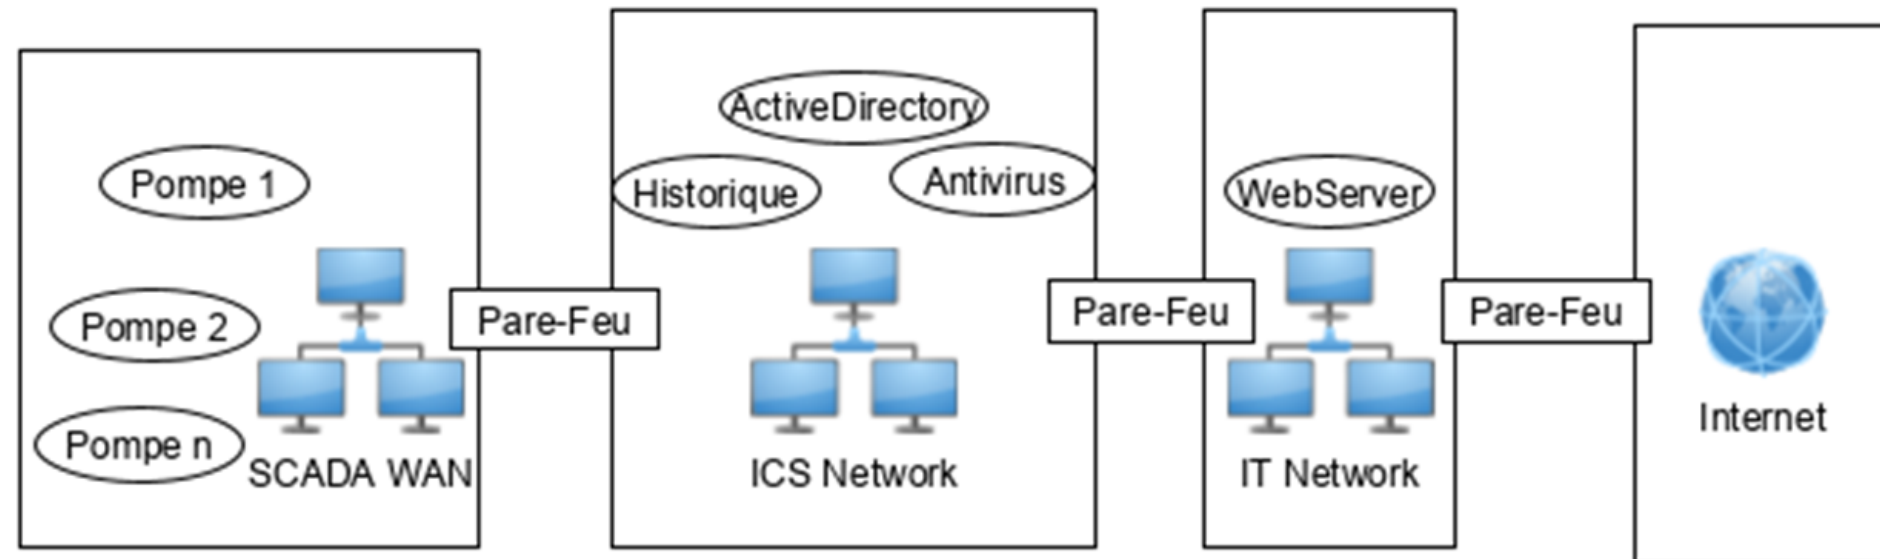 Pompe 1
Pompe 2
Pompe n
SCADA WAN
Pare-Feu
ActiveDirectory
Historique
Antivirus
ICS Network
Pare-Feu
WebServer
IT Network
Pare-Feu
Internet